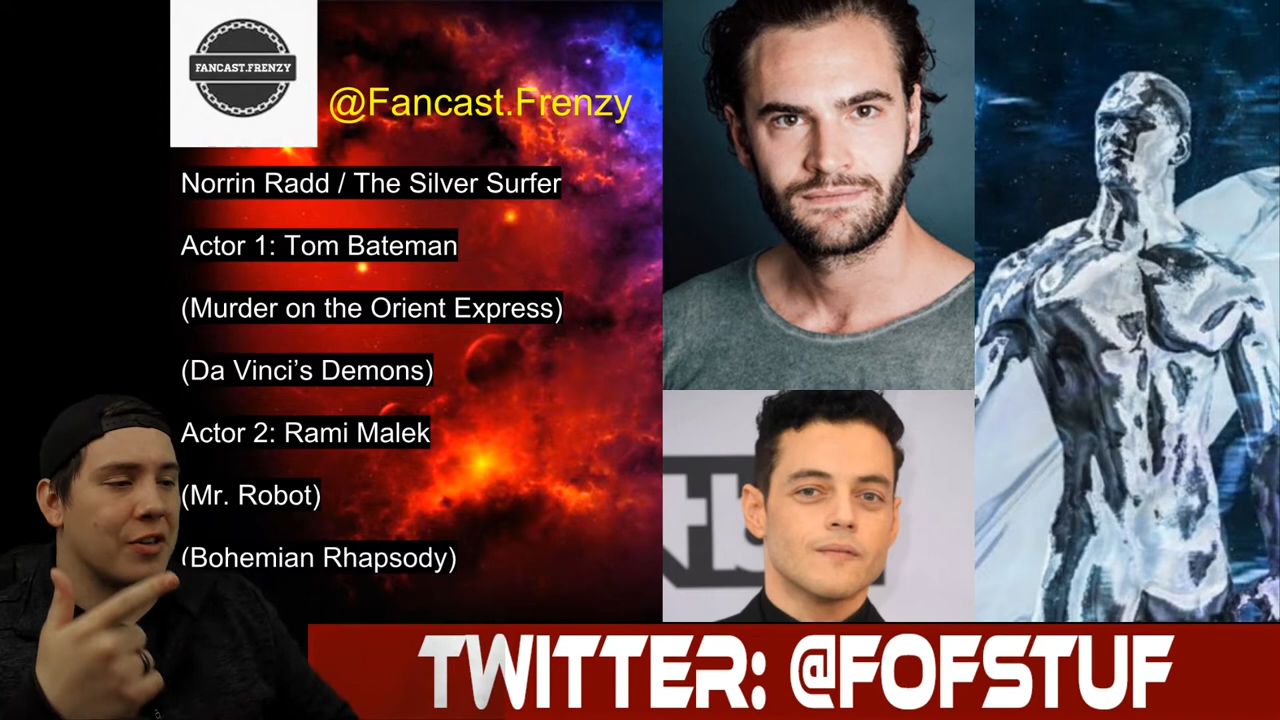 FANCAST.FRENZY
@Fancast.Frenzy
Norrin Radd / The Silver Surfer
Actor 1: Tom Bateman
(Murder on the Orient Express)
(Da Vinci’s Demons)
Actor 2: Rami Malek
(Mr. Robot)
(Bohemian Rhapsody)
TWITTER: @FOFSTUF